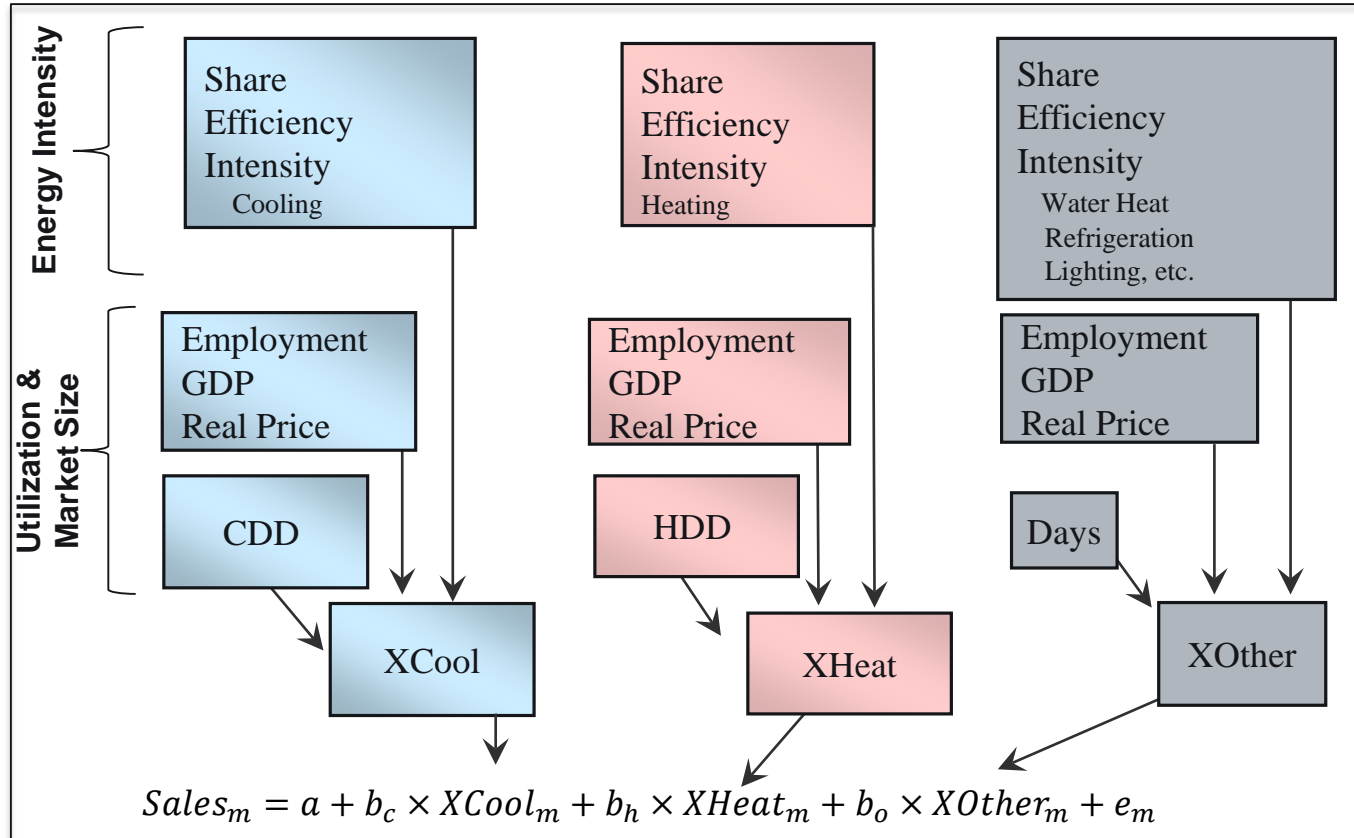 Energy Intensity
Share
Efficiency
Intensity
Cooling
Share
Efficiency
Intensity
Heating
Share
Efficiency
Intensity
Water Heat
Refrigeration
Lighting, etc.
Utilization &
Market Size
Employment
GDP
Real Price
Employment
GDP
Real Price
Employment
GDP
Real Price
CDD
HDD
Days
XCool
XHeat
XOther
Sales_m = a + b_c × XCool_m + b_h × XHeat_m + b_o × XOther_m + e_m